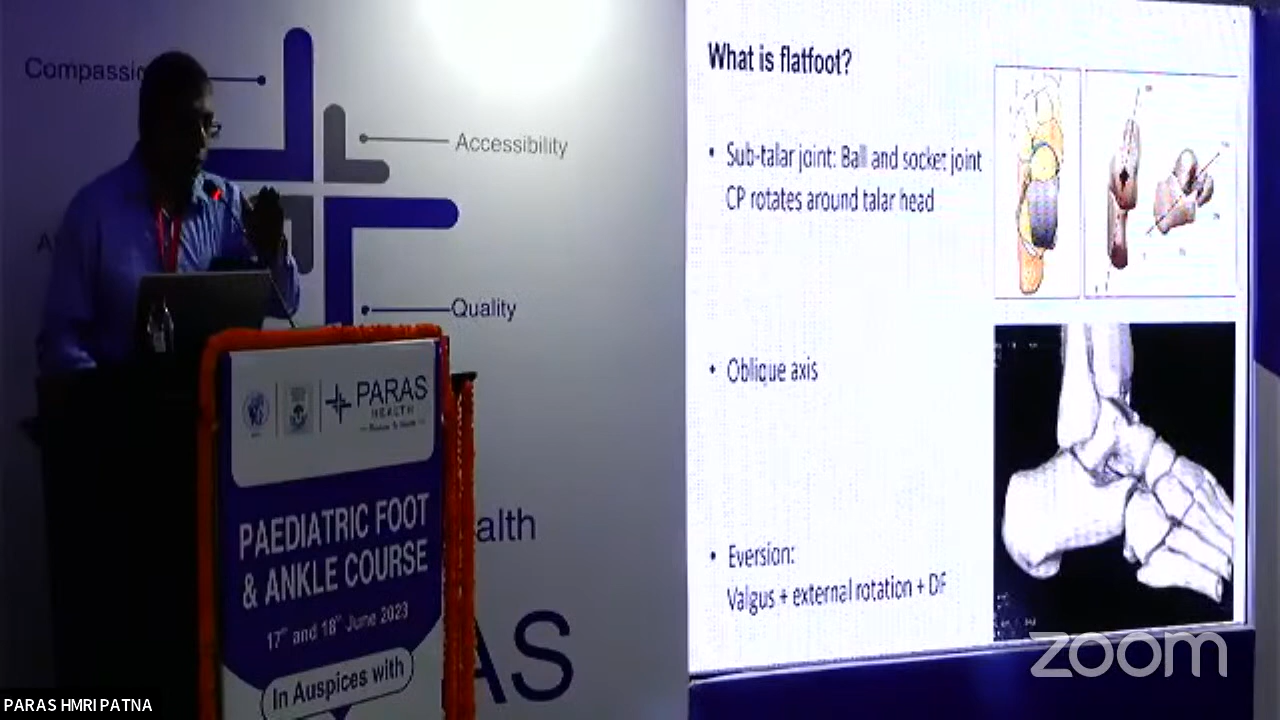 Accessibility
Quality
ealth
AS
PARAS
HEALTH
PAEDIATRIC FOOT
& ANKLE COURSE
17th and 18th June 2023
In Auspices with
What is flatfoot?
• Sub-talar joint: Ball and socket joint
CP rotates around talar head
• Oblique axis
• Eversion:
Valgus + external rotation + DF
zoom
PARAS HMRI PATNA